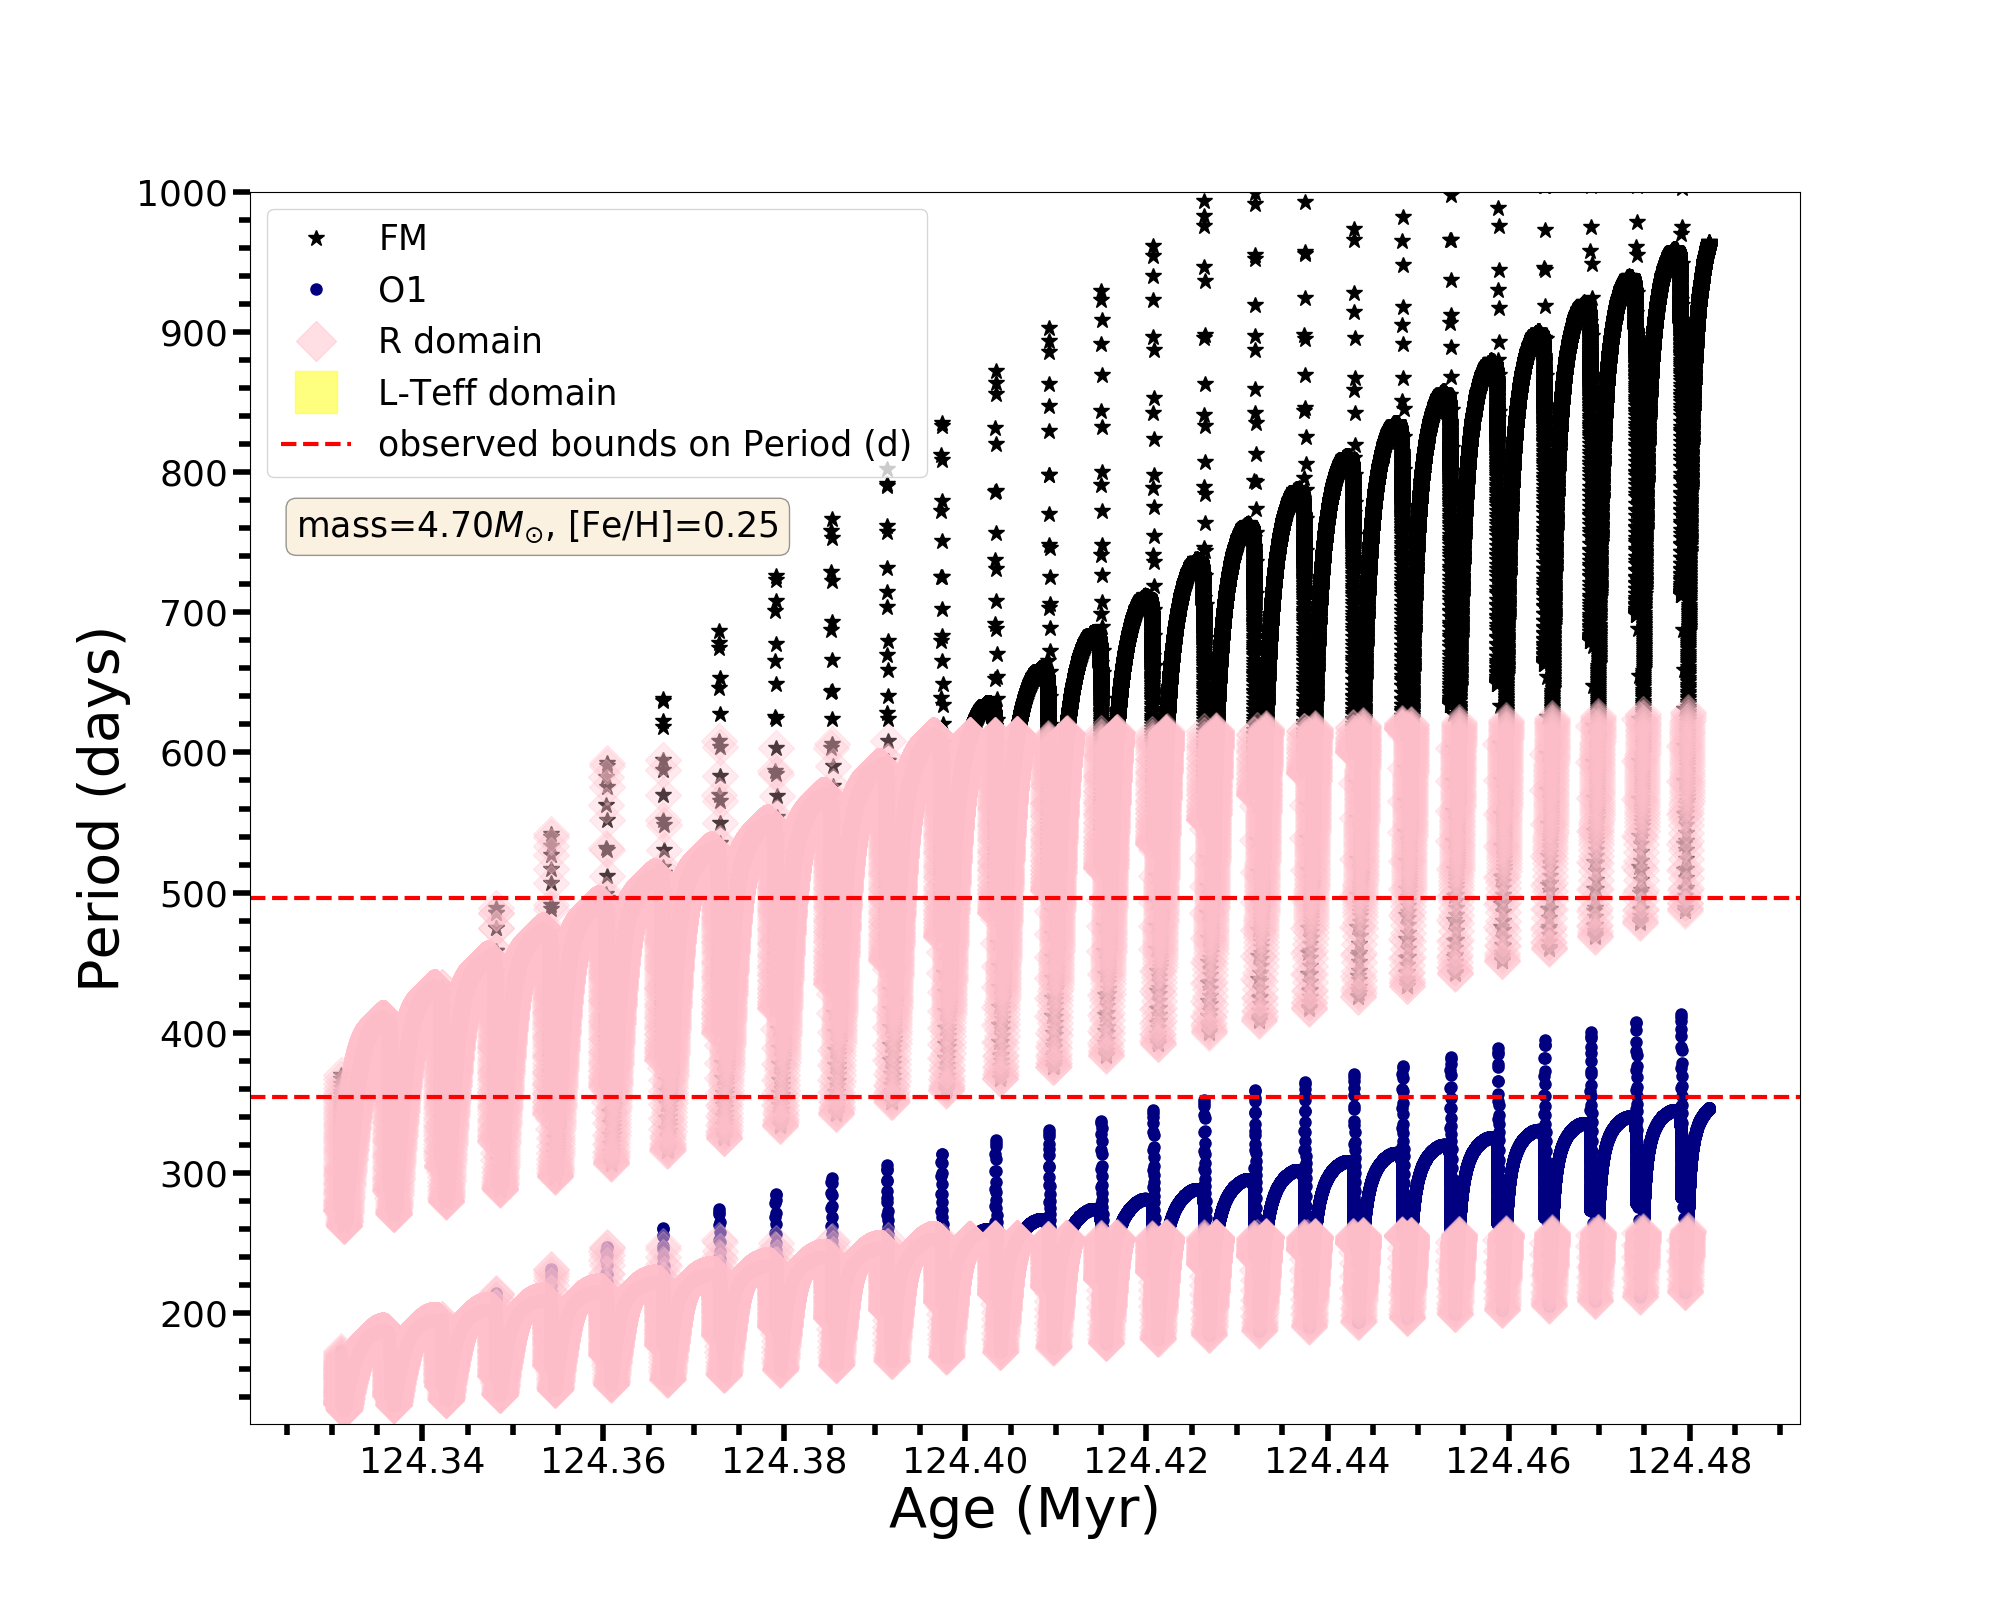 1000
900
800
700
600
500
400
300
200
Period (days)
FM
O1
R domain
L-Teff domain
observed bounds on Period (d)
mass=4.70M⊙, [Fe/H]=0.25
124.34 124.36 124.38 124.40 124.42 124.44 124.46 124.48
Age (Myr)